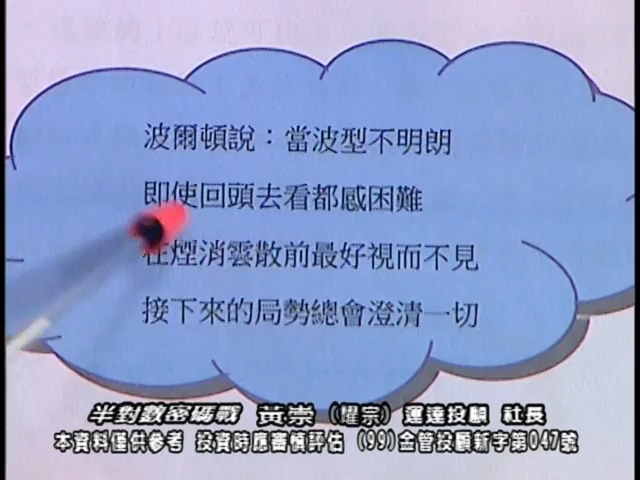 波爾頓說：當波型不明朗
即使回頭去看都感困難
在煙消雲散前最好視而不見
接下來的局勢總會澄清一切
半對數密碼戰 黃崇（耀宗）運達投顧 社長
本資料僅供參考 投資時應審慎評估 (99)金管投顧新字第047號